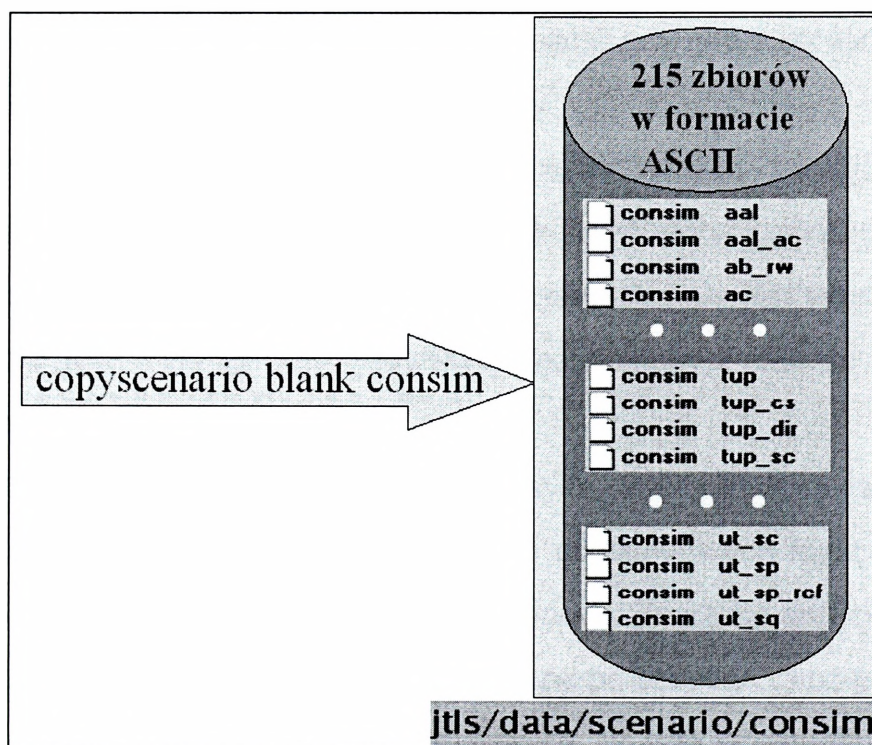 215 zbiorów
w formacie
ASCII
consim aal
consim aal_ac
consim ab_rw
consim ac
copyscenario blank consim
consim tup
consim tup_cs
consim tup_dir
consim tup_sc
consim ut_sc
consim ut_sp
consim ut_sp_rcf
consim ut_sq
jtls/data/scenario/consim